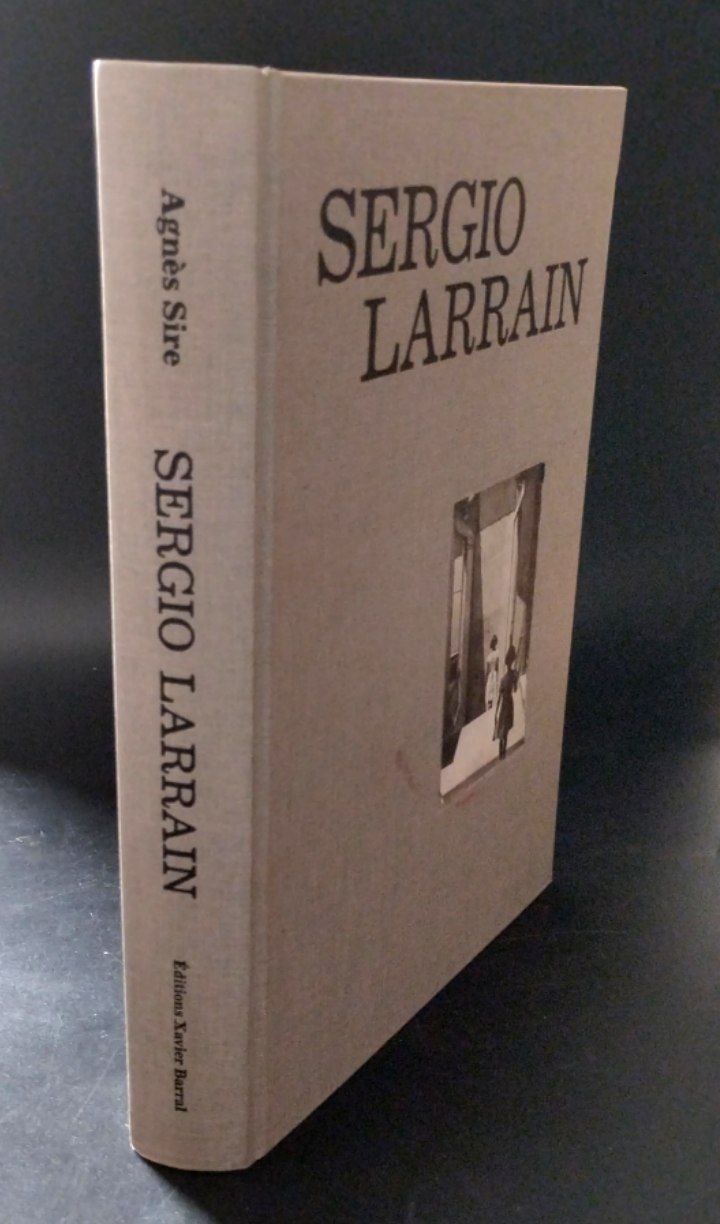 Agnès Sire
SERGIO LARRAIN
Éditions Xavier Barral
SERGIO
LARRAIN